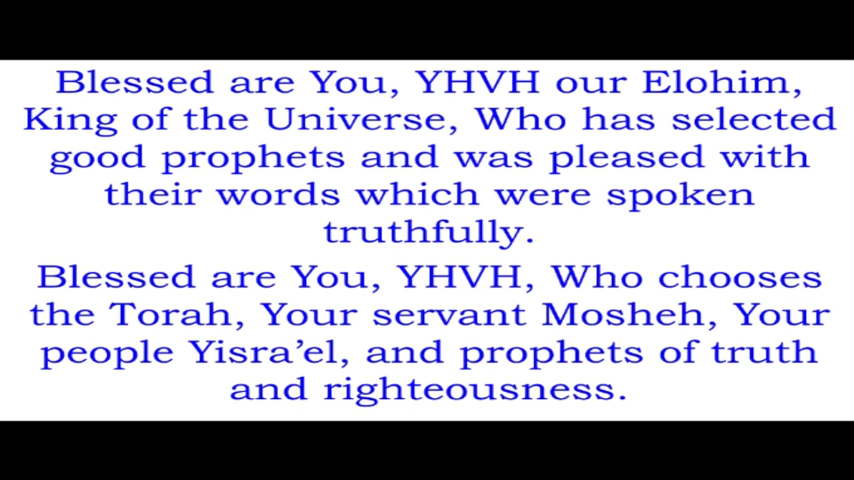 Blessed are You, YHVH our Elohim,
King of the Universe, Who has selected
good prophets and was pleased with
their words which were spoken
truthfully.
Blessed are You, YHVH, Who chooses
the Torah, Your servant Mosheh, Your
people Yisra’el, and prophets of truth
and righteousness.